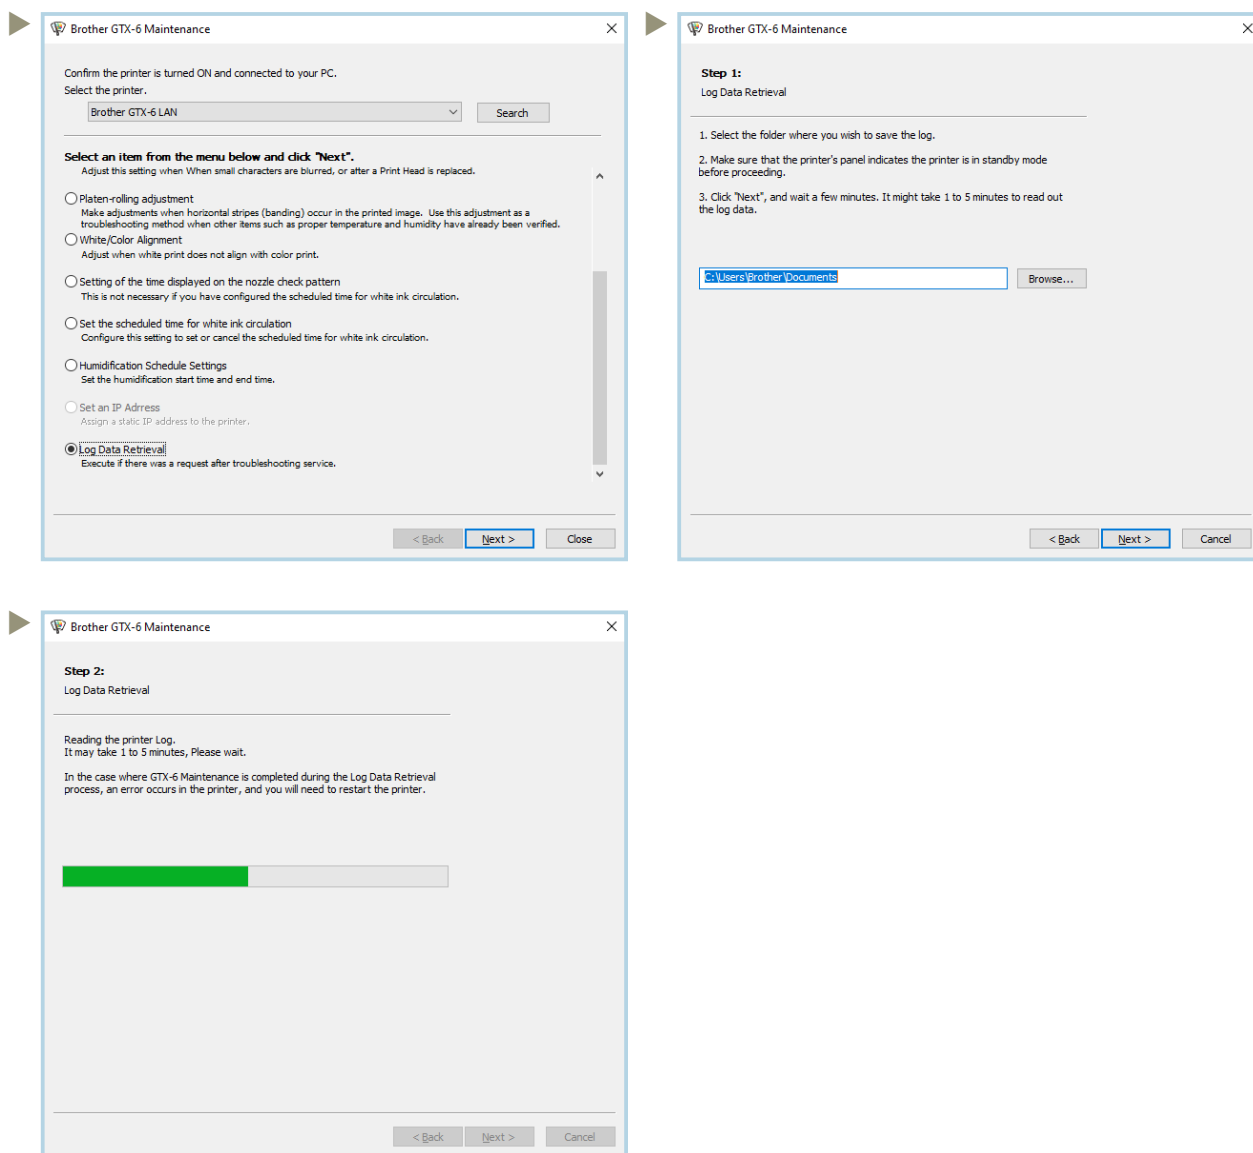 Brother GTX-6 Maintenance
Confirm the printer is turned ON and connected to your PC.
Select the printer.
Brother GTX-6 LAN
Search
Select an item from the menu below and click "Next".
Adjust this setting when When small characters are blurred, or after a Print Head is replaced.
Platen-rolling adjustment
Make adjustments when horizontal stripes (banding) occur in the printed image. Use this adjustment as a
troubleshooting method when other items such as proper temperature and humidity have already been verified.
White/Color Alignment
Adjust when white print does not align with color print.
Setting of the time displayed on the nozzle check pattern
This is not necessary if you have configured the scheduled time for white ink circulation.
Set the scheduled time for white ink circulation
Configure this setting to set or cancel the scheduled time for white ink circulation.
Humidification Schedule Settings
Set the humidification start time and end time.
Set an IP Adrress
Assign a static IP address to the printer.
Log Data Retrieval
Execute if there was a request after troubleshooting service.
< Back
Next >
Close
Brother GTX-6 Maintenance
Step 1:
Log Data Retrieval
1. Select the folder where you wish to save the log.
2. Make sure that the printer's panel indicates the printer is in standby mode
before proceeding.
3. Click "Next", and wait a few minutes. It might take 1 to 5 minutes to read out
the log data.
C:\Users\Brother\Documents
Browse...
< Back
Next >
Cancel
Brother GTX-6 Maintenance
Step 2:
Log Data Retrieval
Reading the printer Log.
It may take 1 to 5 minutes, Please wait.
In the case where GTX-6 Maintenance is completed during the Log Data Retrieval
process, an error occurs in the printer, and you will need to restart the printer.
< Back
Next >
Cancel